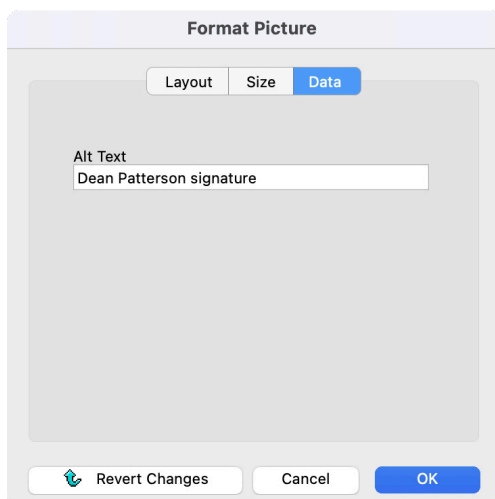 Format Picture
Layout Size Data
Alt Text
Dean Patterson signature
Revert Changes Cancel OK